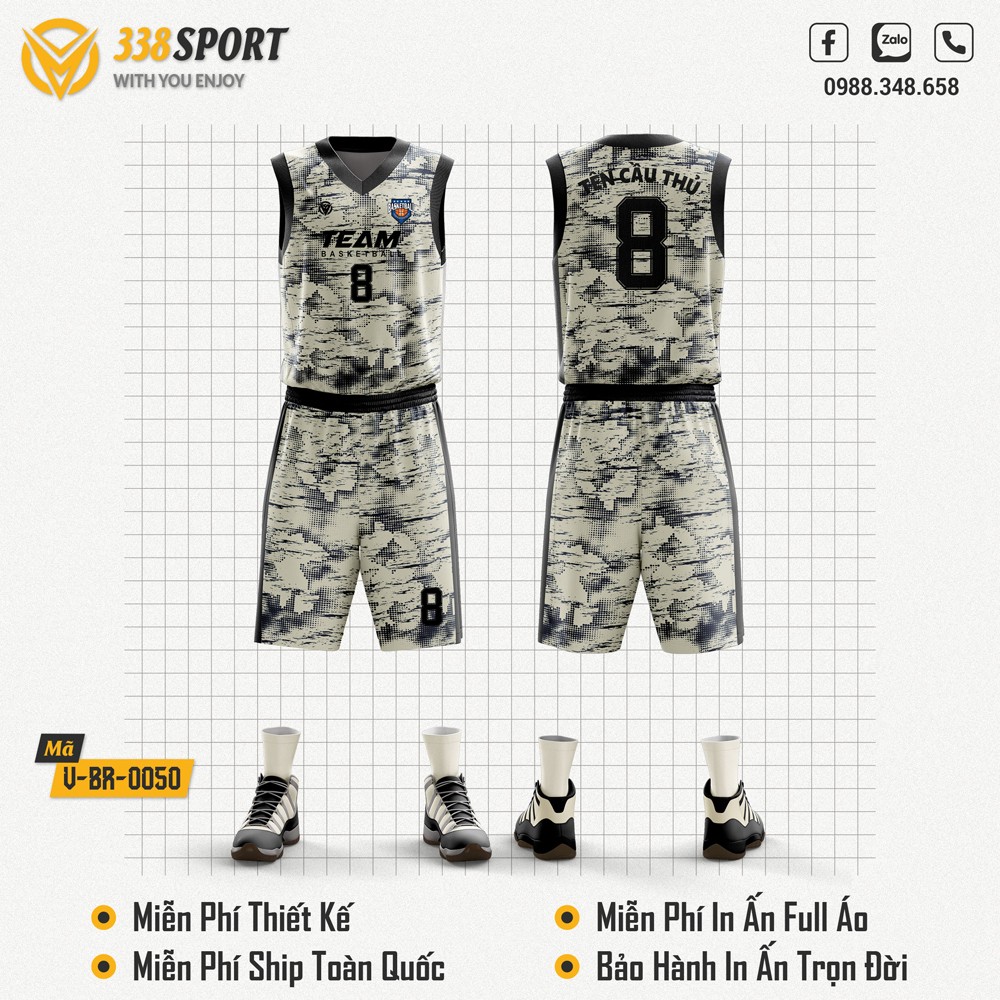 338SPORT
WITH YOU ENJOY
Zalo
0988.348.658
BASKETBALL
TEAM
BASKETBALL
8
8
TÊN CẦU THỦ
8
Mã
V-BR-0050
Miễn Phí Thiết Kế
Miễn Phí In Ấn Full Áo
Miễn Phí Ship Toàn Quốc
Bảo Hành In Ấn Trọn Đời